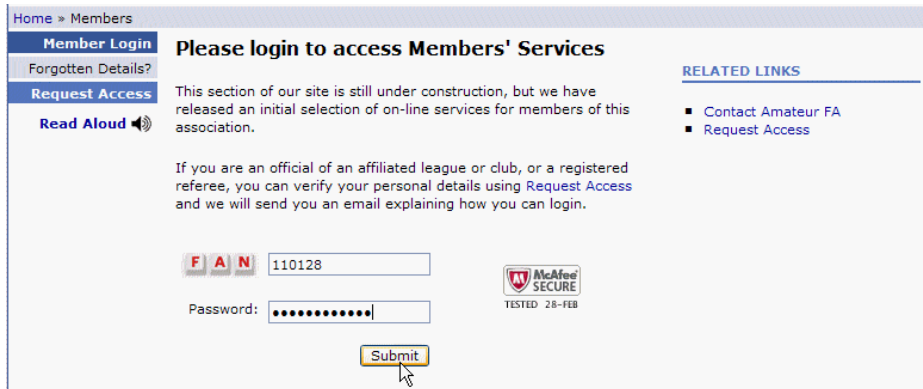 Home » Members
Member Login
Forgotten Details?
Request Access
Read Aloud
Please login to access Members' Services
This section of our site is still under construction, but we have
released an initial selection of on-line services for members of this
association.
If you are an official of an affiliated league or club, or a registered
referee, you can verify your personal details using Request Access
and we will send you an email explaining how you can login.
F A N 110128
Password: ••••••••••••
Submit
McAfee
SECURE
TESTED 28-FEB
RELATED LINKS
Contact Amateur FA
Request Access